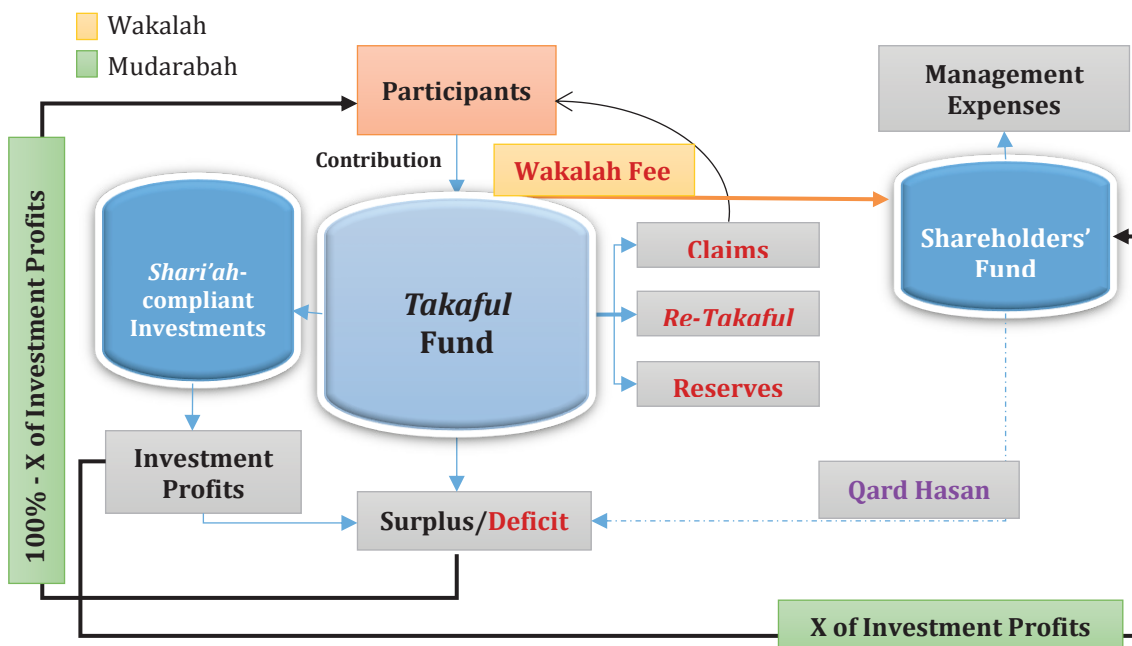 Wakalah
Mudarabah
Participants
Management
Expenses
Contribution
Wakalah Fee
Shari’ah-
compliant
Investments
Takaful
Fund
Claims
Re-Takaful
Reserves
Shareholders’
Fund
100% - X of Investment Profits
Investment
Profits
Surplus/Deficit
Qard Hasan
X of Investment Profits